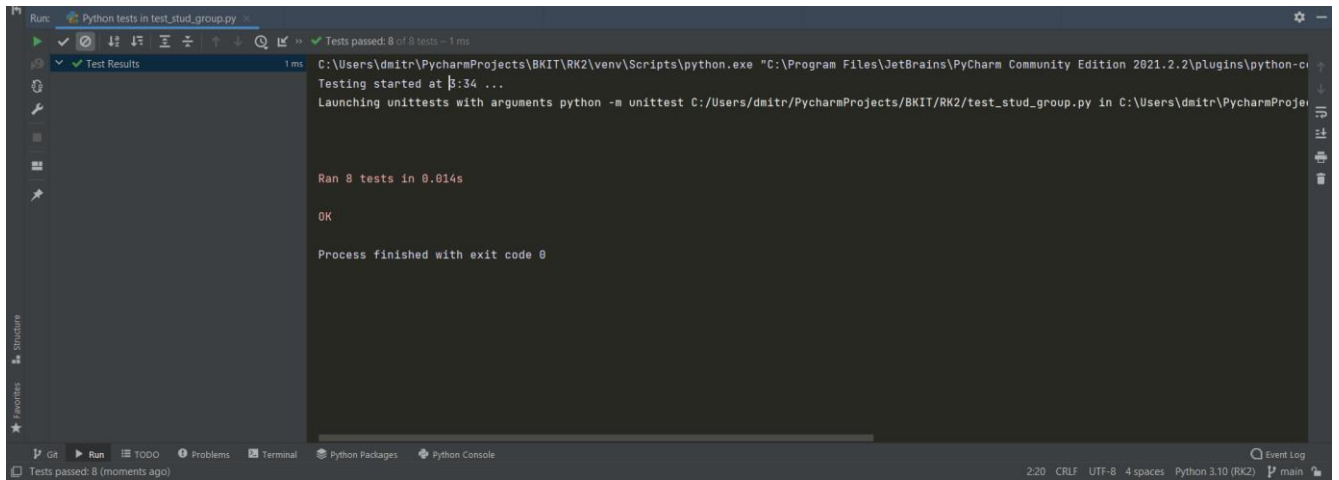 Run:
Python tests in test_stud_group.py
Tests passed: 8 of 8 tests – 1 ms
Test Results
1 ms
C:\Users\dmitr\PycharmProjects\BKIT\RK2\venv\Scripts\python.exe "C:\Program Files\JetBrains\PyCharm Community Edition 2021.2.2\plugins\python-c
Testing started at 3:34 ...
Launching unittests with arguments python -m unittest C:/Users/dmitr/PycharmProjects/BKIT/RK2/test_stud_group.py in C:\Users\dmitr\PycharmProje
Ran 8 tests in 0.014s
OK
Process finished with exit code 0
Structure
Favorites
Git Run TODO Problems Terminal Python Packages Python Console Event Log
Tests passed: 8 (moments ago) 2:20 CRLF UTF-8 4 spaces Python 3.10 (RK2) main